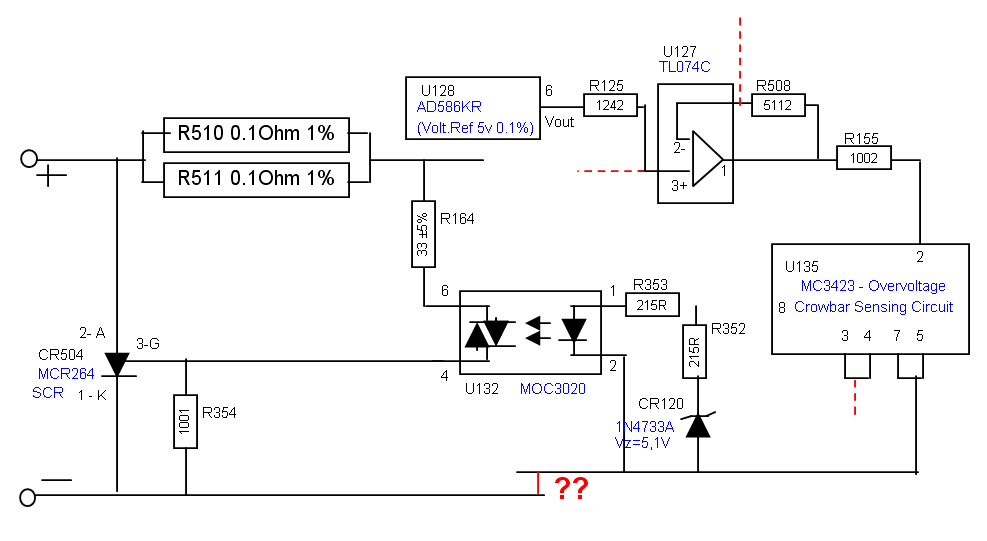 U127
TL074C
U128
AD586KR
(Volt.Ref 5v 0.1%)
6
Vout
R125
1242
R508
5112
2-
3+
1
R155
1002
R510 0.1Ohm 1%
R511 0.1Ohm 1%
+
33 ±5%
R164
2
U135
MC3423 - Overvoltage
8 Crowbar Sensing Circuit
3 4 7 5
6
1
R353
215R
R352
215R
2- A
3-G
CR504
MCR264
SCR
1 - K
4
2
U132
MOC3020
R354
1001
CR120
1N4733A
Vz=5,1V
??